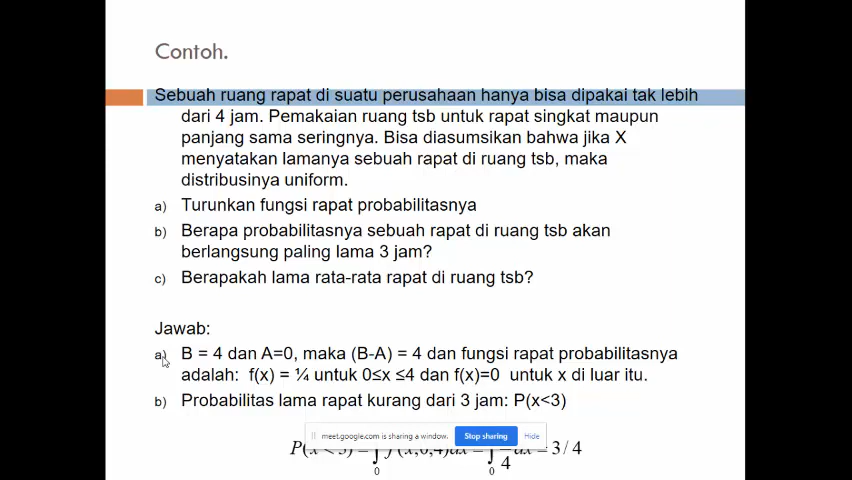 Contoh.
Sebuah ruang rapat di suatu perusahaan hanya bisa dipakai tak lebih
dari 4 jam. Pemakaian ruang tsb untuk rapat singkat maupun
panjang sama seringnya. Bisa diasumsikan bahwa jika X
menyatakan lamanya sebuah rapat di ruang tsb, maka
distribusinya uniform.
a) Turunkan fungsi rapat probabilitasnya
b) Berapa probabilitasnya sebuah rapat di ruang tsb akan
berlangsung paling lama 3 jam?
c) Berapakah lama rata-rata rapat di ruang tsb?
Jawab:
a) B = 4 dan A=0, maka (B-A) = 4 dan fungsi rapat probabilitasnya
adalah: f(x) = ¼ untuk 0≤x ≤4 dan f(x)=0 untuk x di luar itu.
b) Probabilitas lama rapat kurang dari 3 jam: P(x<3)
meet.google.com is sharing a window. Stop sharing Hide
= 3 / 4
0 0 4